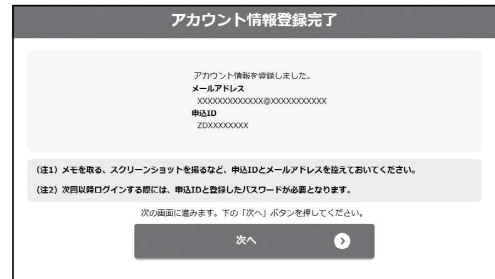 アカウント情報登録完了
アカウント情報を登録しました。
メールアドレス
XXXXXXXXXXXXX@XXXXXXXXXXX
申込ID
ZDXXXXXXXX
(注1) メモを取る、スクリーンショットを撮るなど、申込IDとメールアドレスを控えておいてください。
(注2) 次回以降ログインする際には、申込IDと登録したパスワードが必要となります。
次の画面に進みます。下の「次へ」ボタンを押してください。
次へ